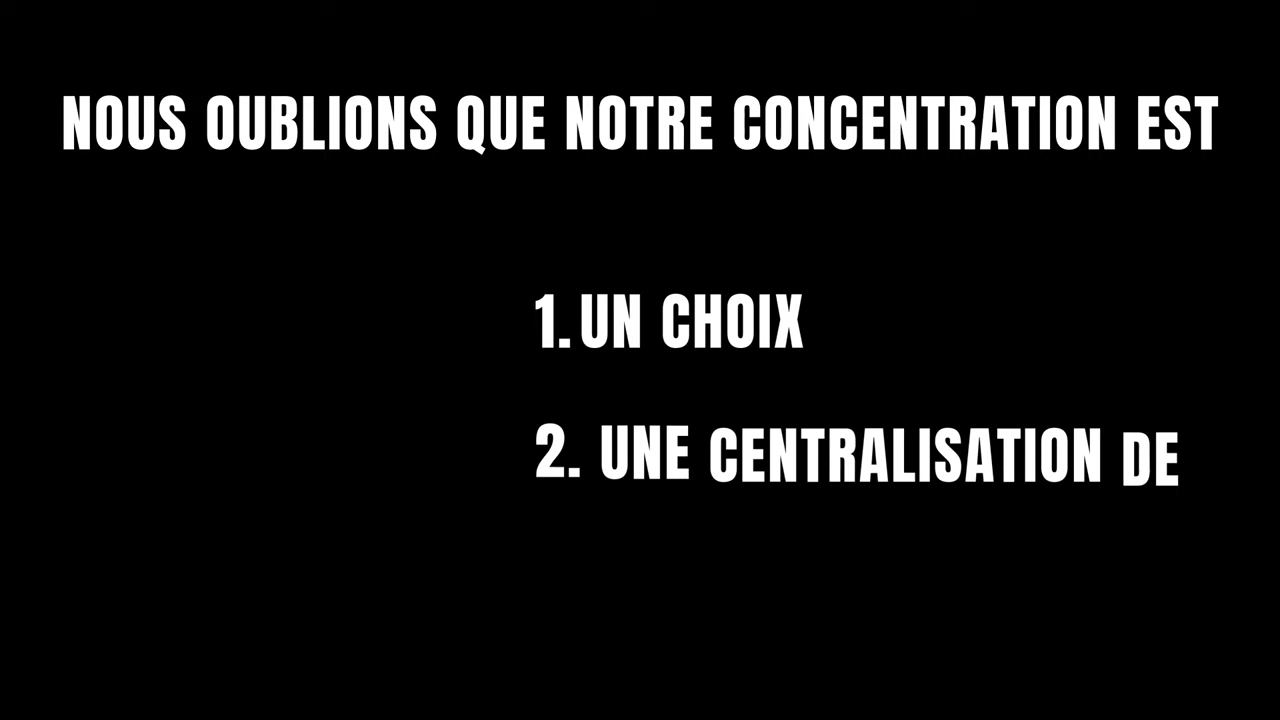 NOUS OUBLIONS QUE NOTRE CONCENTRATION EST
1. UN CHOIX
2. UNE CENTRALISATION DE